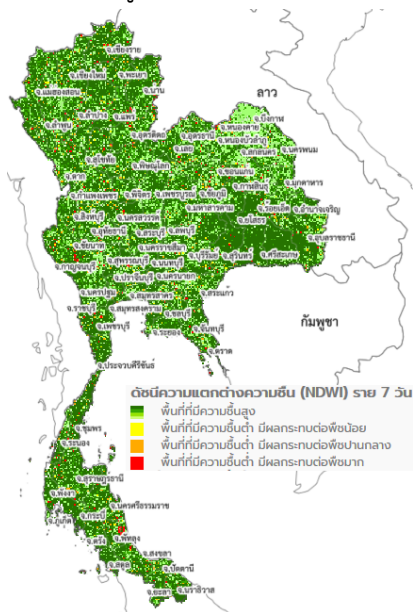 จ.เชียงราย
จ.เชียงใหม่ จ.พะเยา
จ.แม่ฮ่องสอน จ.น่าน
ลาว
จ.ลำปาง จ.แพร่
จ.ลำพูน
จ.บึงกาฬ
จ.หนองคาย
จ.อุตรดิตถ์ จ.อุดรธานี
จ.หนองบัวลำภู
จ.เลย จ.สกลนคร จ.นครพนม
จ.สุโขทัย
จ.พิษณุโลก จ.ขอนแก่น
จ.ตาก จ.กาฬสินธุ์ จ.มุกดาหาร
จ.กำแพงเพชร จ.พิจิตร จ.เพชรบูรณ์ จ.ชัยภูมิ
จ.มหาสารคาม จ.ร้อยเอ็ด จ.อำนาจเจริญ
จ.สิงห์บุรี จ.นครสวรรค์
จ.ยโสธร
จ.อุทัยธานี จ.สระบุรี จ.ลพบุรี
จ.อุบลราชธานี
จ.ชัยนาท จ.นครราชสีมา
จ.บุรีรัมย์ จ.สุรินทร์ จ.ศรีสะเกษ
จ.กาญจนบุรี จ.สุพรรณบุรี จ.นนทบุรี
จ.ปราจีนบุรี จ.นครนายก
จ.นครปฐม จ.สมุทรสาคร จ.สระแก้ว
จ.ราชบุรี จ.สมุทรสงคราม จ.ชลบุรี
จ.เพชรบุรี จ.ระยอง จ.จันทบุรี
กัมพูชา
จ.ตราด
จ.ประจวบคีรีขันธ์
ดัชนีความแตกต่างความชื้น (NDWI) ราย 7 วัน
พื้นที่ที่มีความชื้นสูง
พื้นที่ที่มีความชื้นต่ำ มีผลกระทบต่อพืชน้อย
พื้นที่ที่มีความชื้นต่ำ มีผลกระทบต่อพืชปานกลาง
พื้นที่ที่มีความชื้นต่ำ มีผลกระทบต่อพืชมาก
จ.ชุมพร
จ.ระนอง
จ.สุราษฎร์ธานี
จ.พังงา
จ.นครศรีธรรมราช
จ.ภูเก็ต จ.กระบี่
จ.ตรัง จ.พัทลุง
จ.สตูล จ.สงขลา
จ.ปัตตานี
จ.ยะลา จ.นราธิวาส